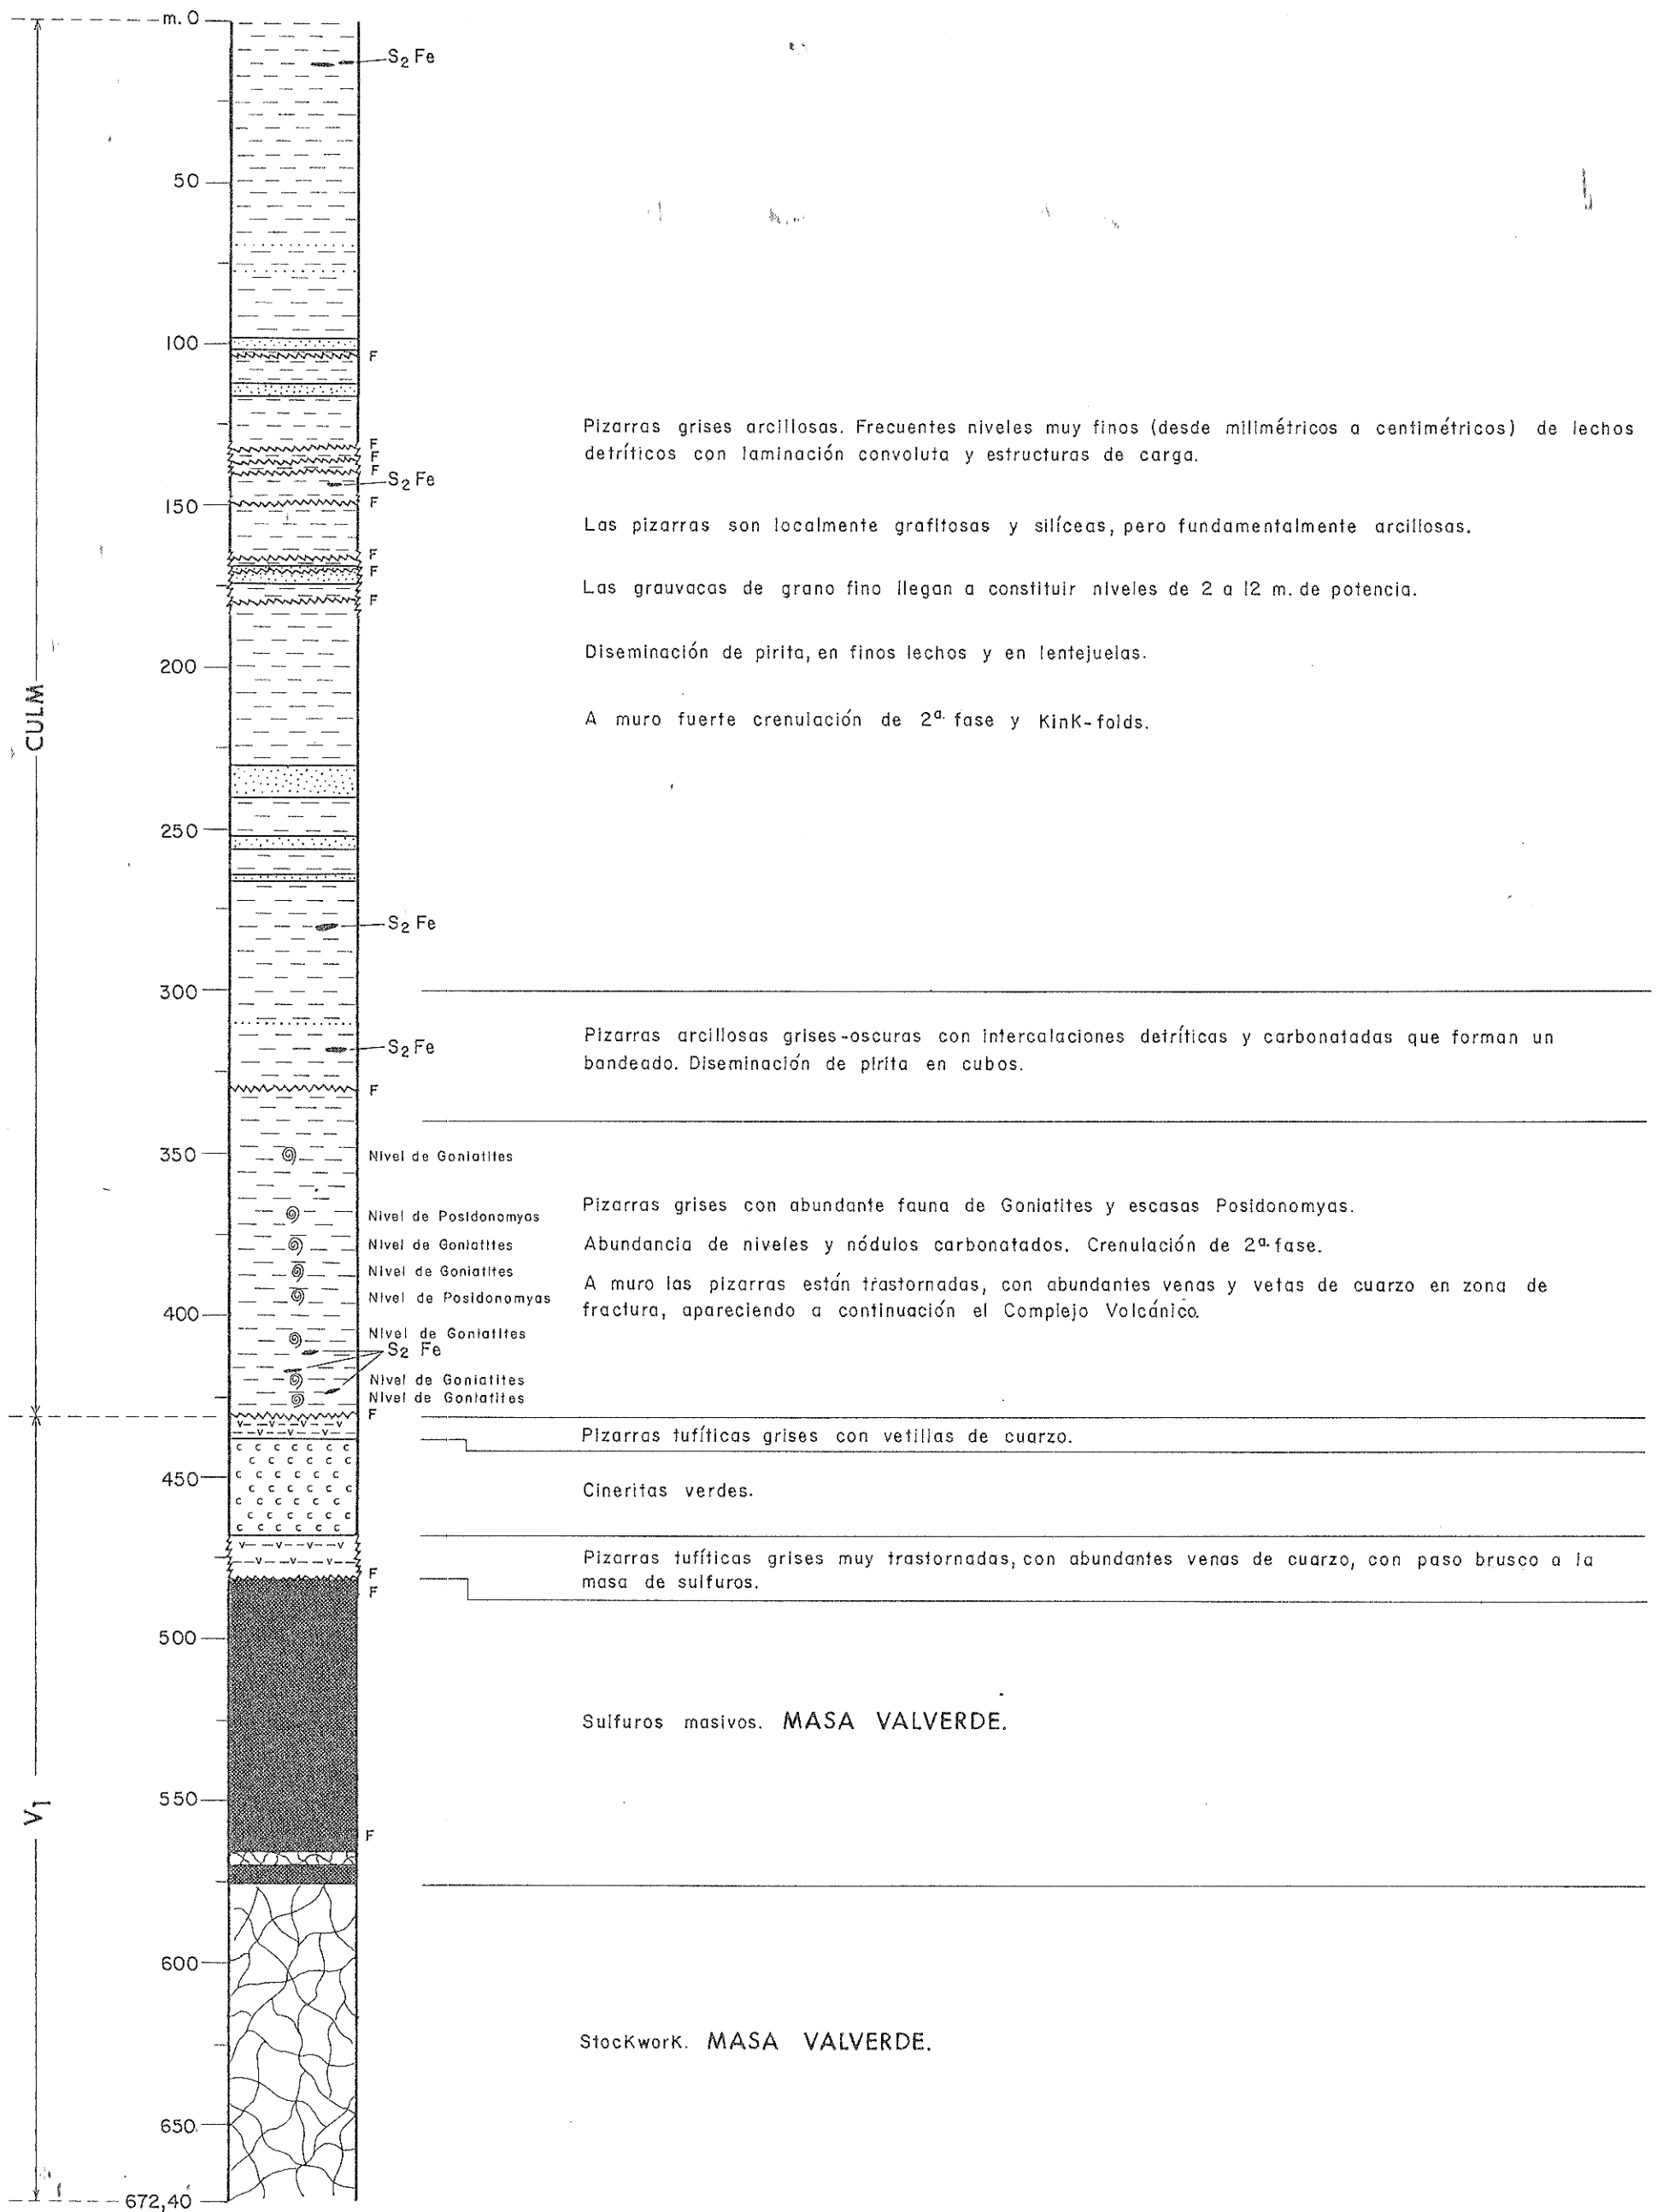 m. 0
S2 Fe
50
100
F
Pizarras grises arcillosas. Frecuentes niveles muy finos (desde milimétricos a centimétricos) de lechos
detríticos con laminación convoluta y estructuras de carga.
F
F
F
S2 Fe
150
F
Las pizarras son localmente grafitosas y silíceas, pero fundamentalmente arcillosas.
F
F
Las grauvacas de grano fino llegan a constituir niveles de 2 a 12 m. de potencia.
F
Diseminación de pirita, en finos lechos y en lentejuelas.
200
CULM
A muro fuerte crenulación de 2a. fase y KinK-folds.
250
S2 Fe
300
Pizarras arcillosas grises-oscuras con intercalaciones detríticas y carbonatadas que forman un
bandeado. Diseminación de pirita en cubos.
S2 Fe
F
350
Nivel de Goniatites
Pizarras grises con abundante fauna de Goniatites y escasas Posidonomyas.
Nivel de Posidonomyas
Nivel de Goniatites
Abundancia de niveles y nódulos carbonatados. Crenulación de 2a. fase.
Nivel de Goniatites
A muro las pizarras están trastornadas, con abundantes venas y vetas de cuarzo en zona de
fractura, apareciendo a continuación el Complejo Volcánico.
Nivel de Posidonomyas
400
Nivel de Goniatites
S2 Fe
Nivel de Goniatites
Nivel de Goniatites
F
V V V V
V V V
Pizarras tufíticas grises con vetillas de cuarzo.
C C C C C C
C C C C C
450
C C C C C C
C C C C C
C C C C C C
C C C C C
C C C C C C
Cineritas verdes.
V V V V
V V V
Pizarras tufíticas grises muy trastornadas, con abundantes venas de cuarzo, con paso brusco a la
masa de sulfuros.
F
F
500
Sulfuros masivos. MASA VALVERDE.
550
V1
F
600
StocKworK. MASA VALVERDE.
650
672,40